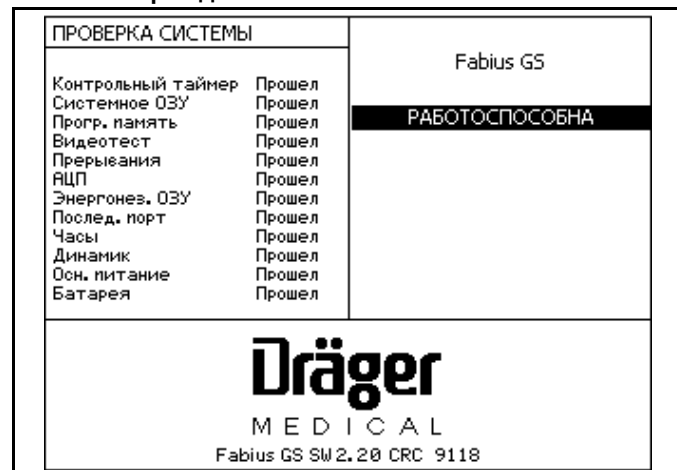 ПРОВЕРКА СИСТЕМЫ
Контрольный таймер Прошел
Системное ОЗУ Прошел
Прогр. память Прошел
Видеотест Прошел
Прерывания Прошел
АЦП Прошел
Энергонез. ОЗУ Прошел
Послед. порт Прошел
Часы Прошел
Динамик Прошел
Осн. питание Прошел
Батарея Прошел
Fabius GS
РАБОТОСПОСОБНА
Dräger
MEDICAL
Fabius GS SW 2.20 CRC 9118